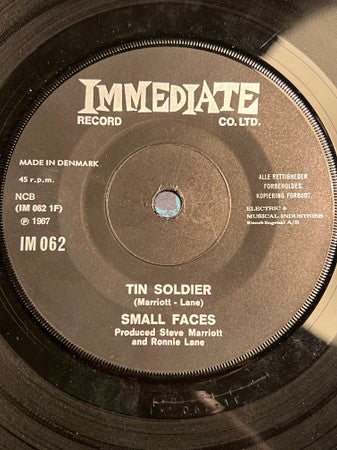 IMMEDIATE
RECORD CO. LTD.
MADE IN DENMARK
45 r.p.m.
NCB
(IM 062 1F)
℗ 1967
IM 062
ALLE RETTIGHEDER
FORBEHOLDES.
KOPIERING FORBUDT.
ELECTRIC &
MUSICAL INDUSTRIES
TIN SOLDIER
(Marriott - Lane)
SMALL FACES
Produced Steve Marriott
and Ronnie Lane